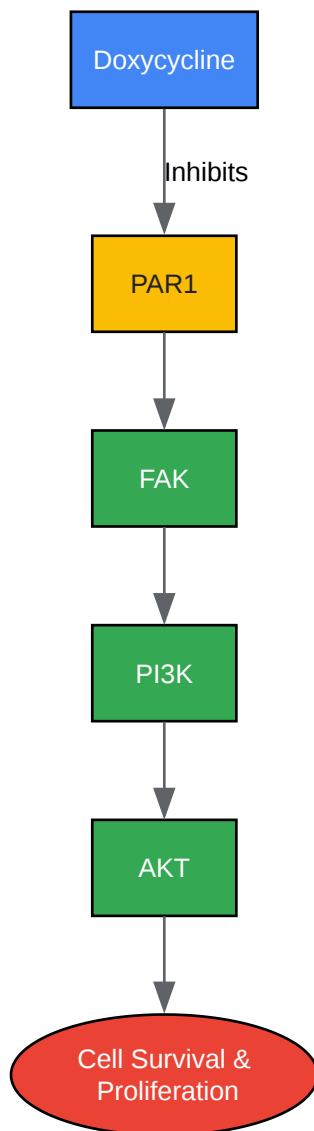 Doxycycline
Inhibits
PAR1
FAK
PI3K
AKT
Cell Survival &
Proliferation